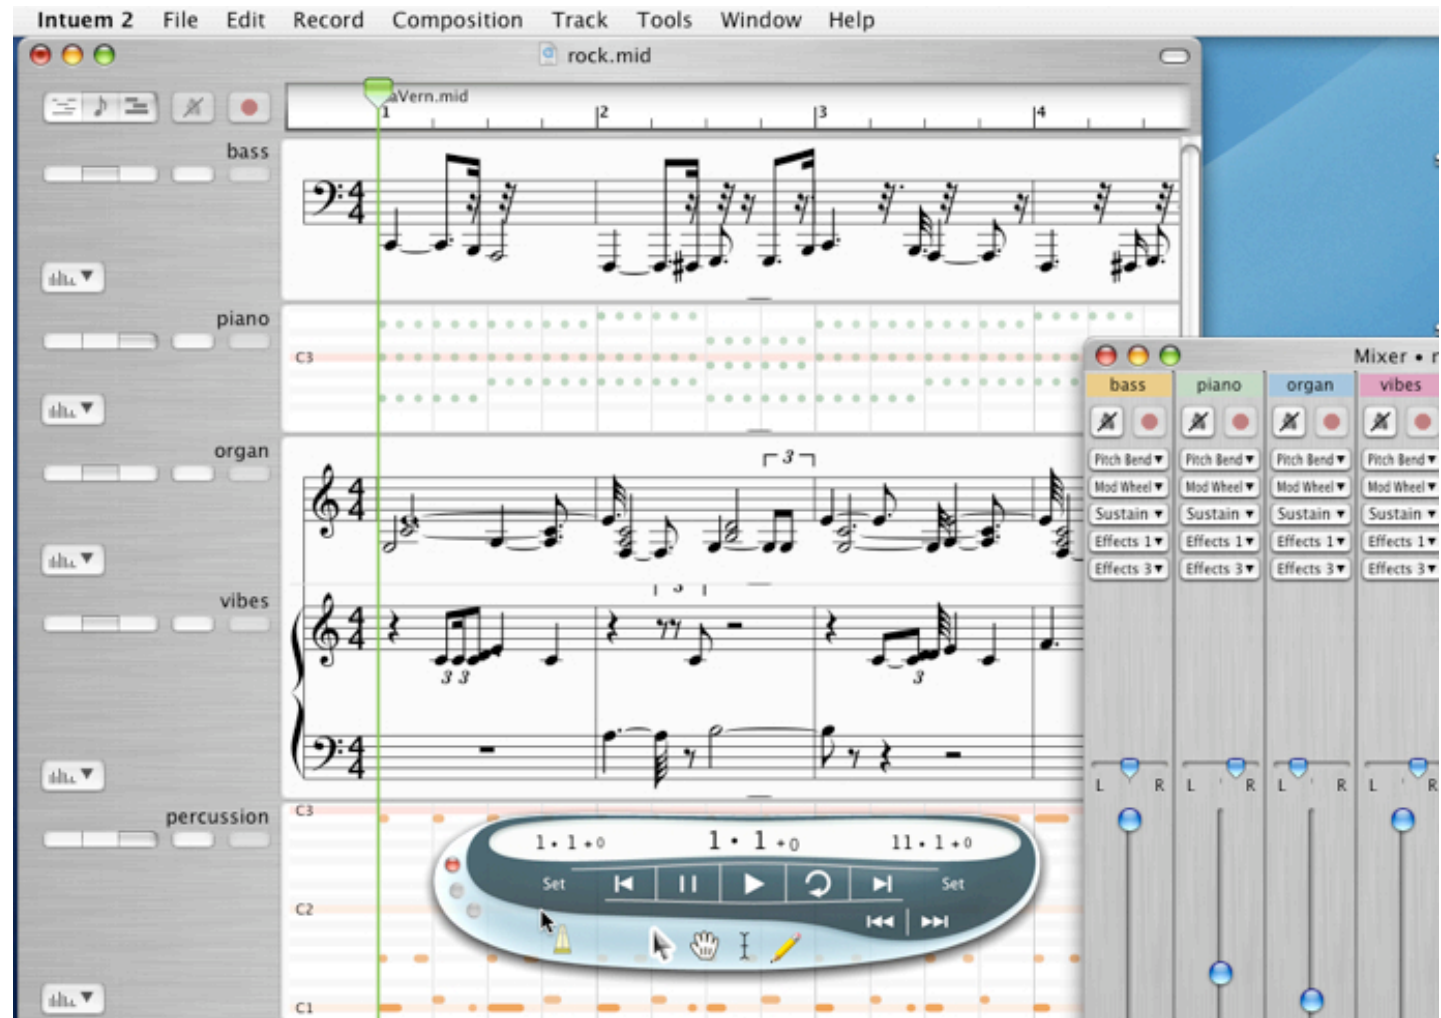 Intuem 2 File Edit Record Composition Track Tools Window Help
rock.mid
aVern.mid
1 2 3 4
bass
piano
C3
organ
3
vibes
3
3 3
3
percussion
C3
C2
C1
1 • 1 +0 1 • 1 +0 11 • 1 +0
Set Set
Mixer •
bass piano organ vibes
Pitch Bend Pitch Bend Pitch Bend Pitch Bend
Mod Wheel Mod Wheel Mod Wheel Mod Wheel
Sustain Sustain Sustain Sustain
Effects 1 Effects 1 Effects 1 Effects 1
Effects 3 Effects 3 Effects 3 Effects 3
L R L R L R L R